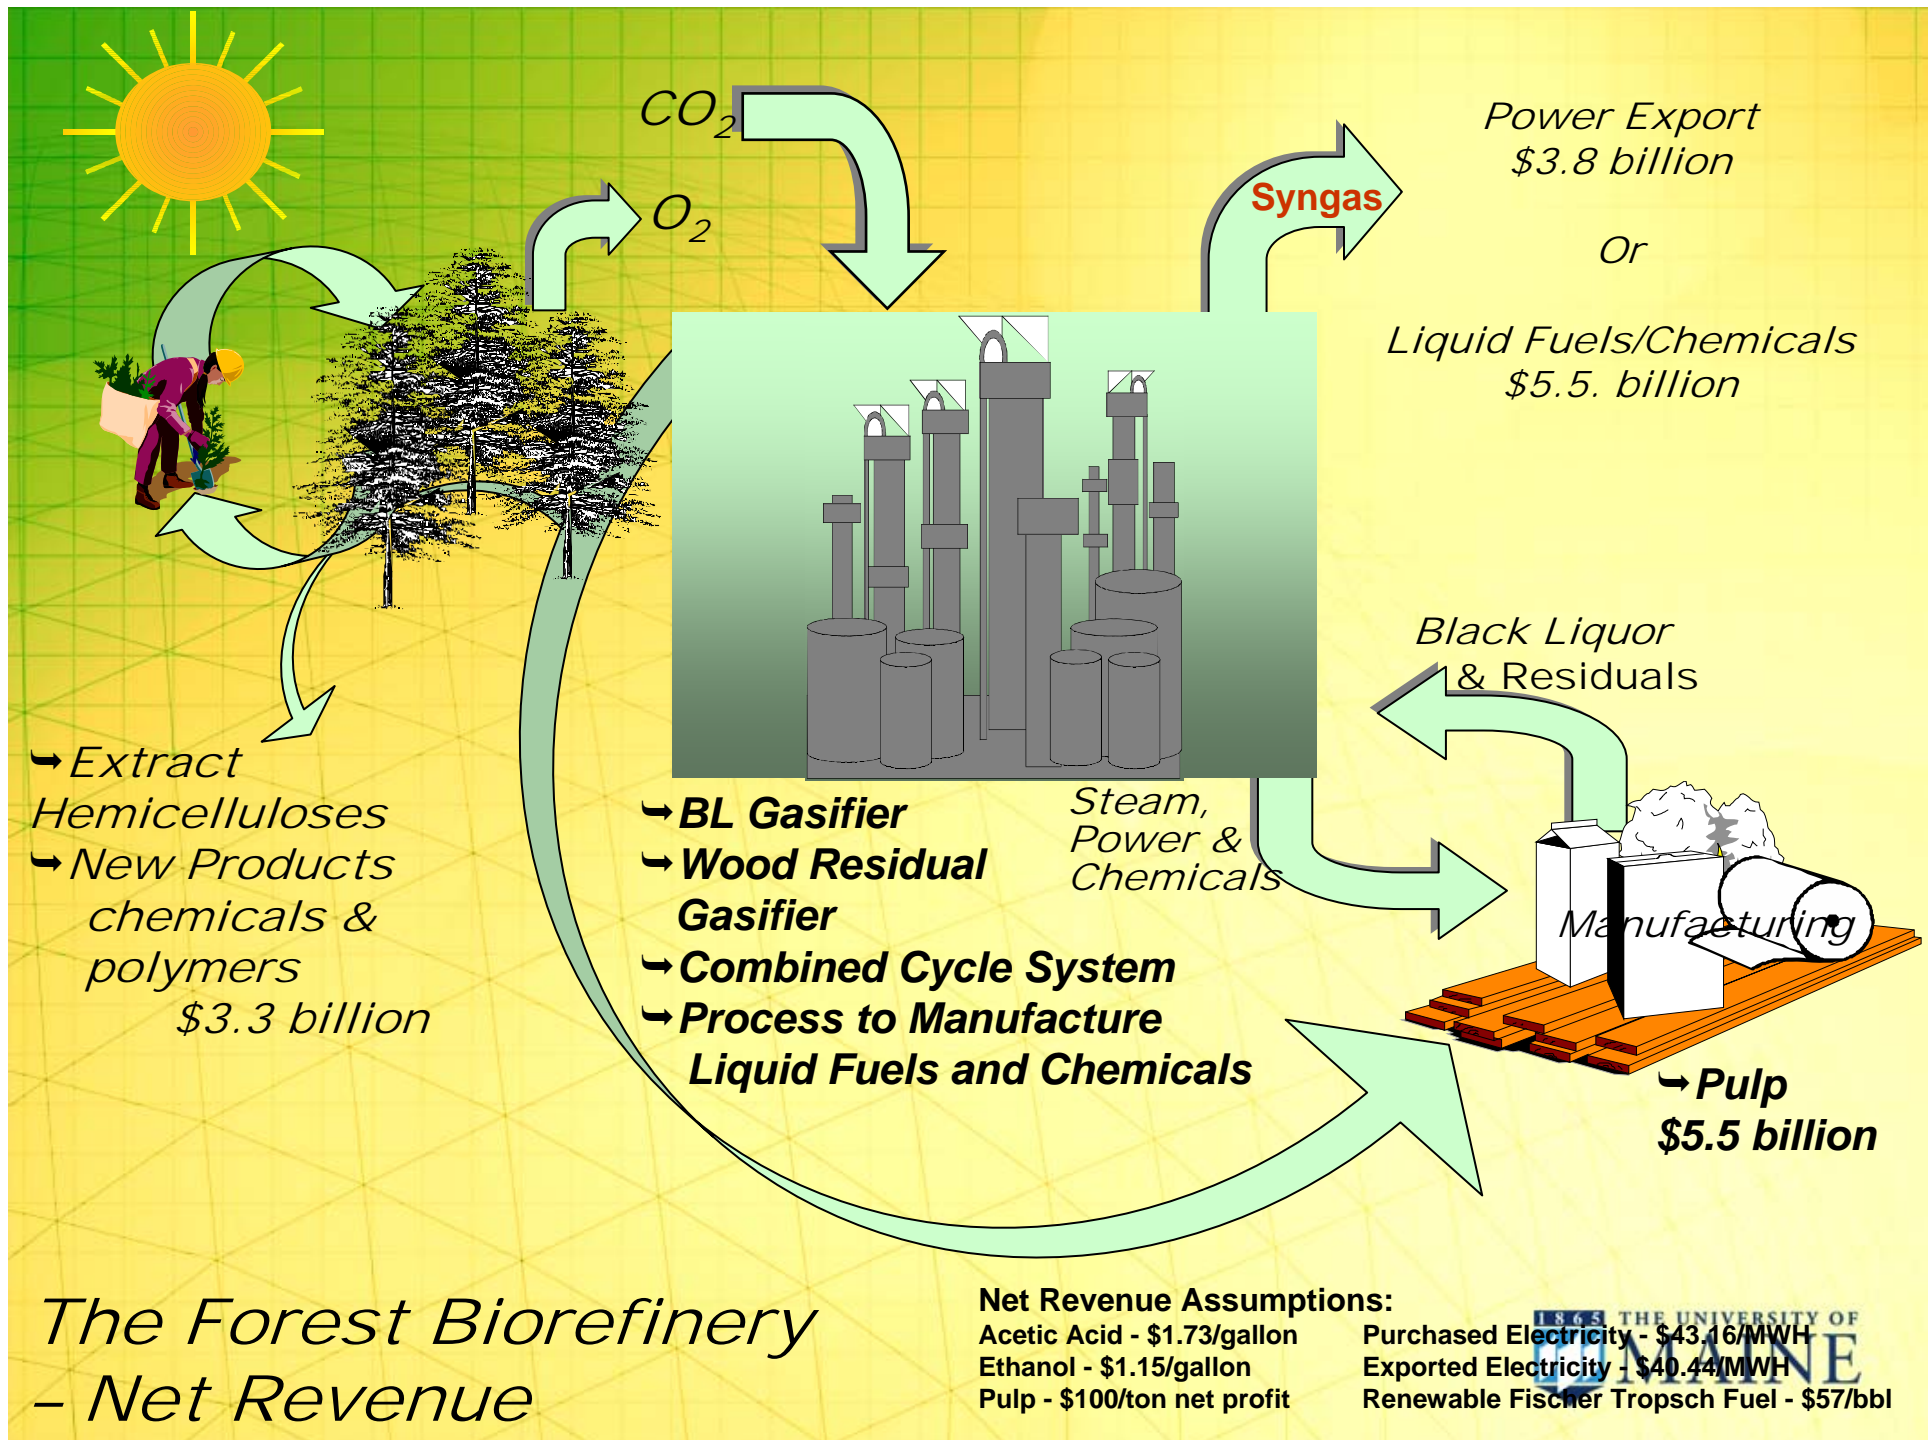 CO2
O2
Syngas
Power Export
$3.8 billion
Or
Liquid Fuels/Chemicals
$5.5. billion
Black Liquor
& Residuals
➥Extract
Hemicelluloses
➥New Products
chemicals &
polymers
$3.3 billion
➥BL Gasifier
➥Wood Residual
Gasifier
➥Combined Cycle System
➥Process to Manufacture
Liquid Fuels and Chemicals
Steam,
Power &
Chemicals
Manufacturing
➥Pulp
$5.5 billion
The Forest Biorefinery
– Net Revenue
Net Revenue Assumptions:
Acetic Acid - $1.73/gallon
Ethanol - $1.15/gallon
Pulp - $100/ton net profit
Purchased Electricity - $43.16/MWH
Exported Electricity - $40.44/MWH
Renewable Fischer Tropsch Fuel - $57/bbl
1865
THE UNIVERSITY OF
MAINE